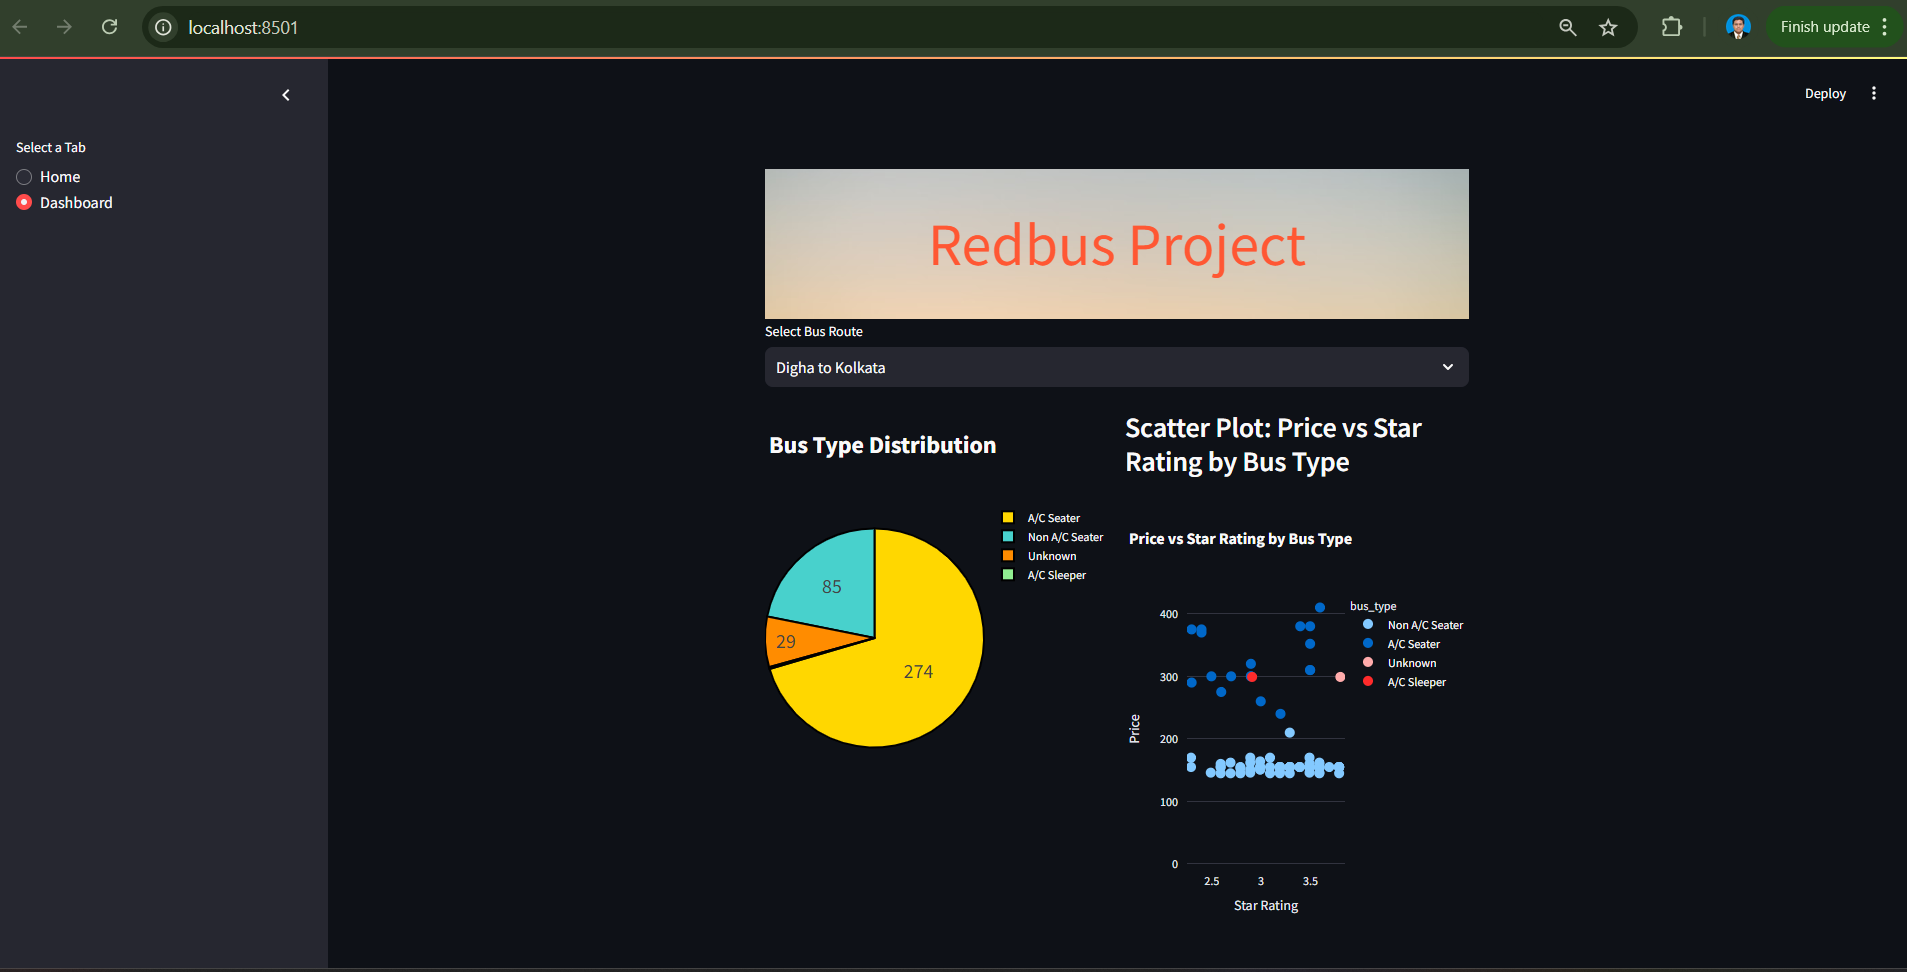 localhost:8501
Finish update
Deploy
Select a Tab
Home
Dashboard
Redbus Project
Select Bus Route
Digha to Kolkata
Bus Type Distribution
A/C Seater
Non A/C Seater
Unknown
A/C Sleeper
85
29
274
Scatter Plot: Price vs Star
Rating by Bus Type
Price vs Star Rating by Bus Type
bus_type
Non A/C Seater
A/C Seater
Unknown
A/C Sleeper
400
300
200
100
0
Price
2.5 3 3.5
Star Rating